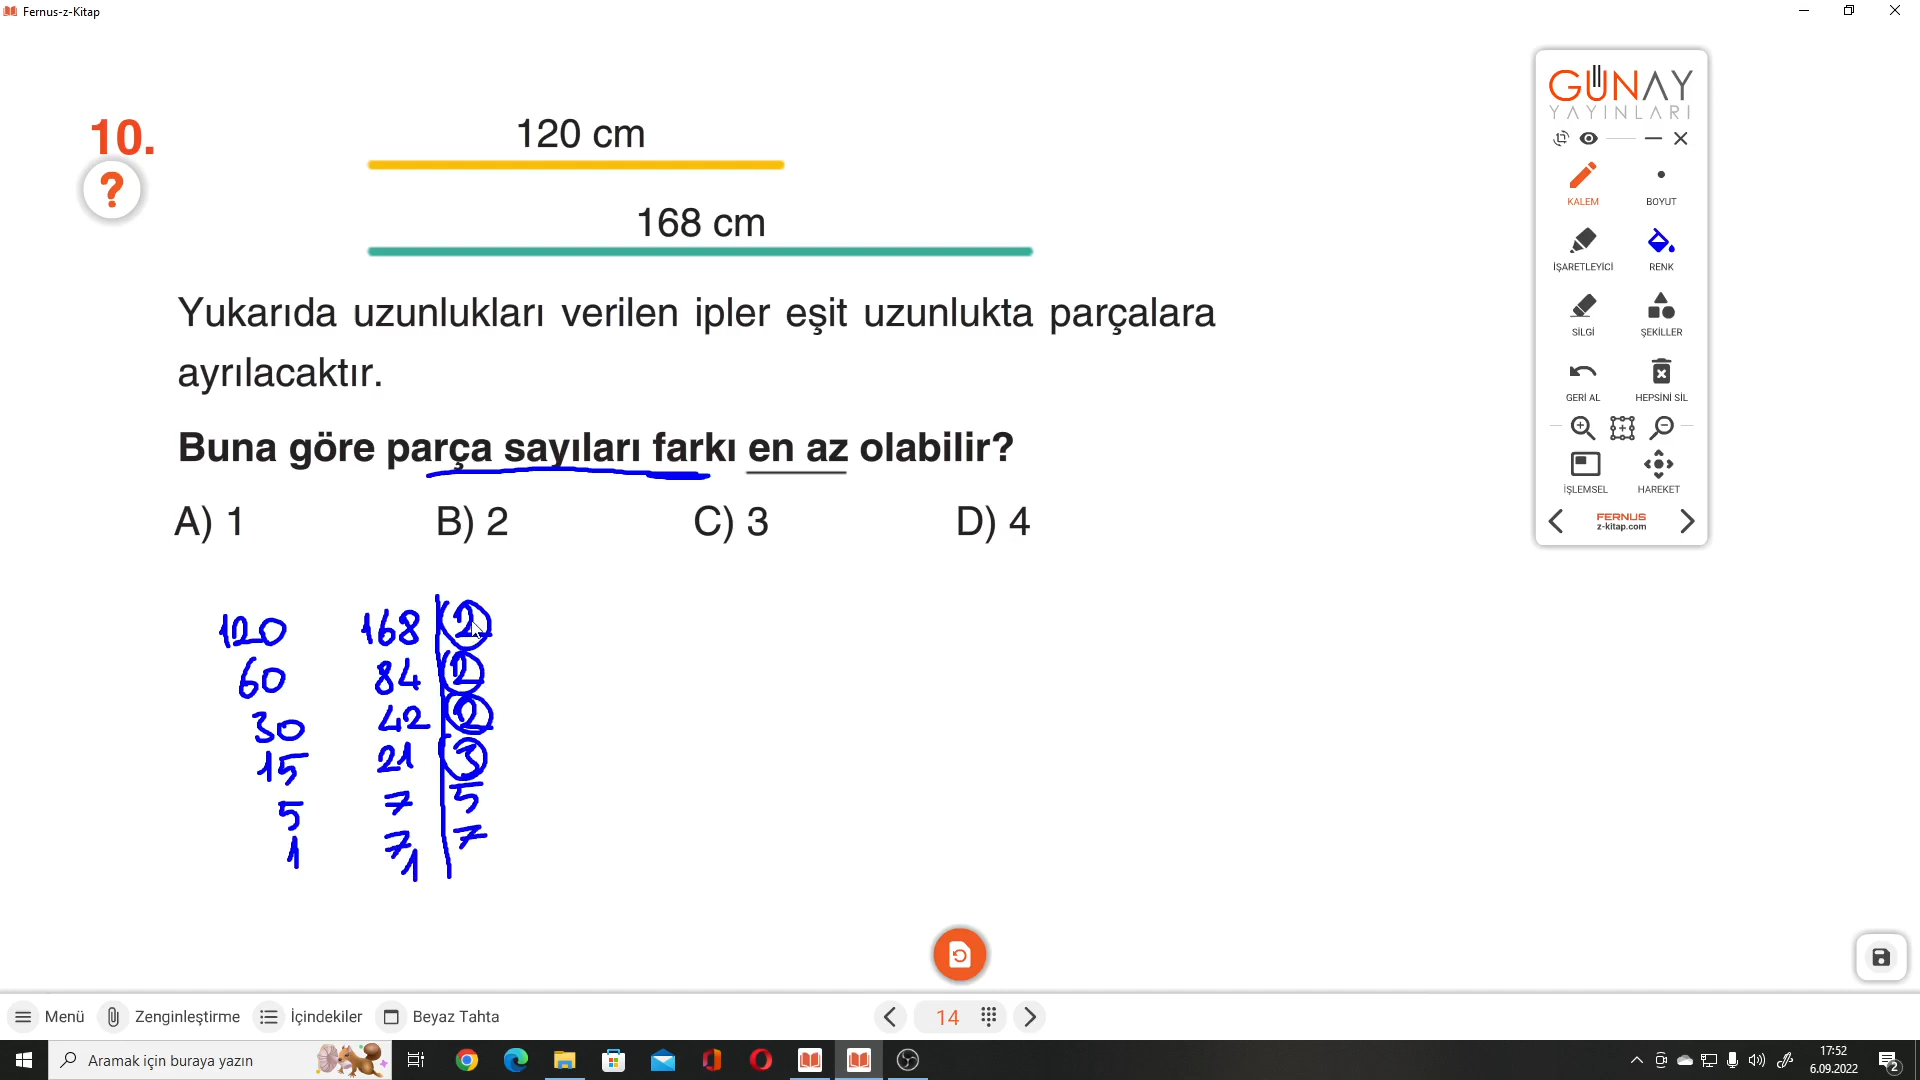 Fernus-z-Kitap
10.
?
120 cm
168 cm
Yukarıda uzunlukları verilen ipler eşit uzunlukta parçalara
ayrılacaktır.
Buna göre parça sayıları farkı en az olabilir?
A) 1 B) 2 C) 3 D) 4
120 168 2
60 84 2
30 42 2
15 21 3
5 7 5
1 7 7
1
GÜNAY
YAYINLARI
KALEM BOYUT
İŞARETLEYİCİ RENK
SİLGİ ŞEKİLLER
GERİ AL HEPSİNİ SİL
İŞLEMSEL HAREKET
FERNUS
z-kitap.com
Menü Zenginleştirme İçindekiler Beyaz Tahta 14
Aramak için buraya yazın
17:52
6.09.2022
2